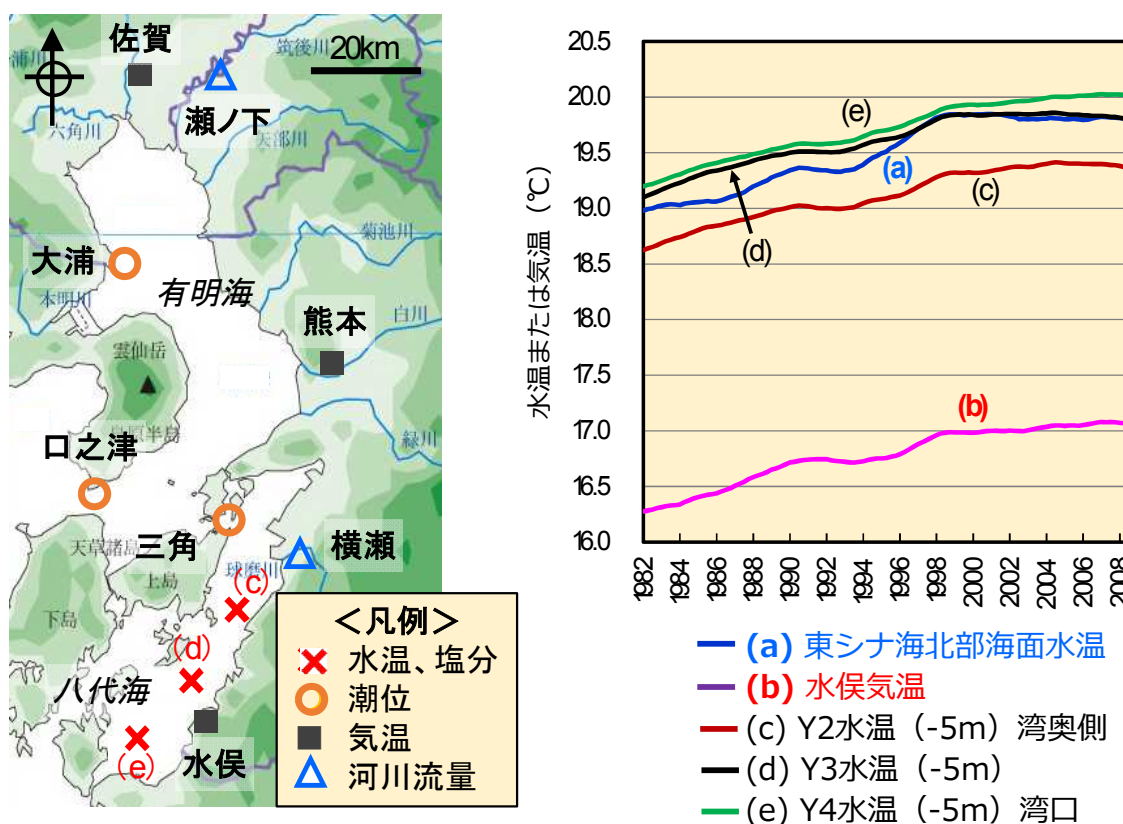 佐賀
20km
筑後川
浦川
瀬ノ下
六角川
矢部川
大浦
有明海
菊池川
本明川
白川
熊本
雲仙岳
島原半島
口之津
緑川
三角
横瀬
天草諸島
上島
球磨川
(c)
下島
(d)
八代海
(e)
水俣
<凡例>
水温、塩分
潮位
気温
河川流量
水温または気温 (℃)
20.5
20.0
19.5
19.0
18.5
18.0
17.5
17.0
16.5
16.0
(e)
(a)
(c)
(d)
(b)
1982
1984
1986
1988
1990
1992
1994
1996
1998
2000
2002
2004
2006
2008
(a) 東シナ海北部海面水温
(b) 水俣気温
(c) Y2水温(-5m)湾奥側
(d) Y3水温(-5m)
(e) Y4水温(-5m)湾口